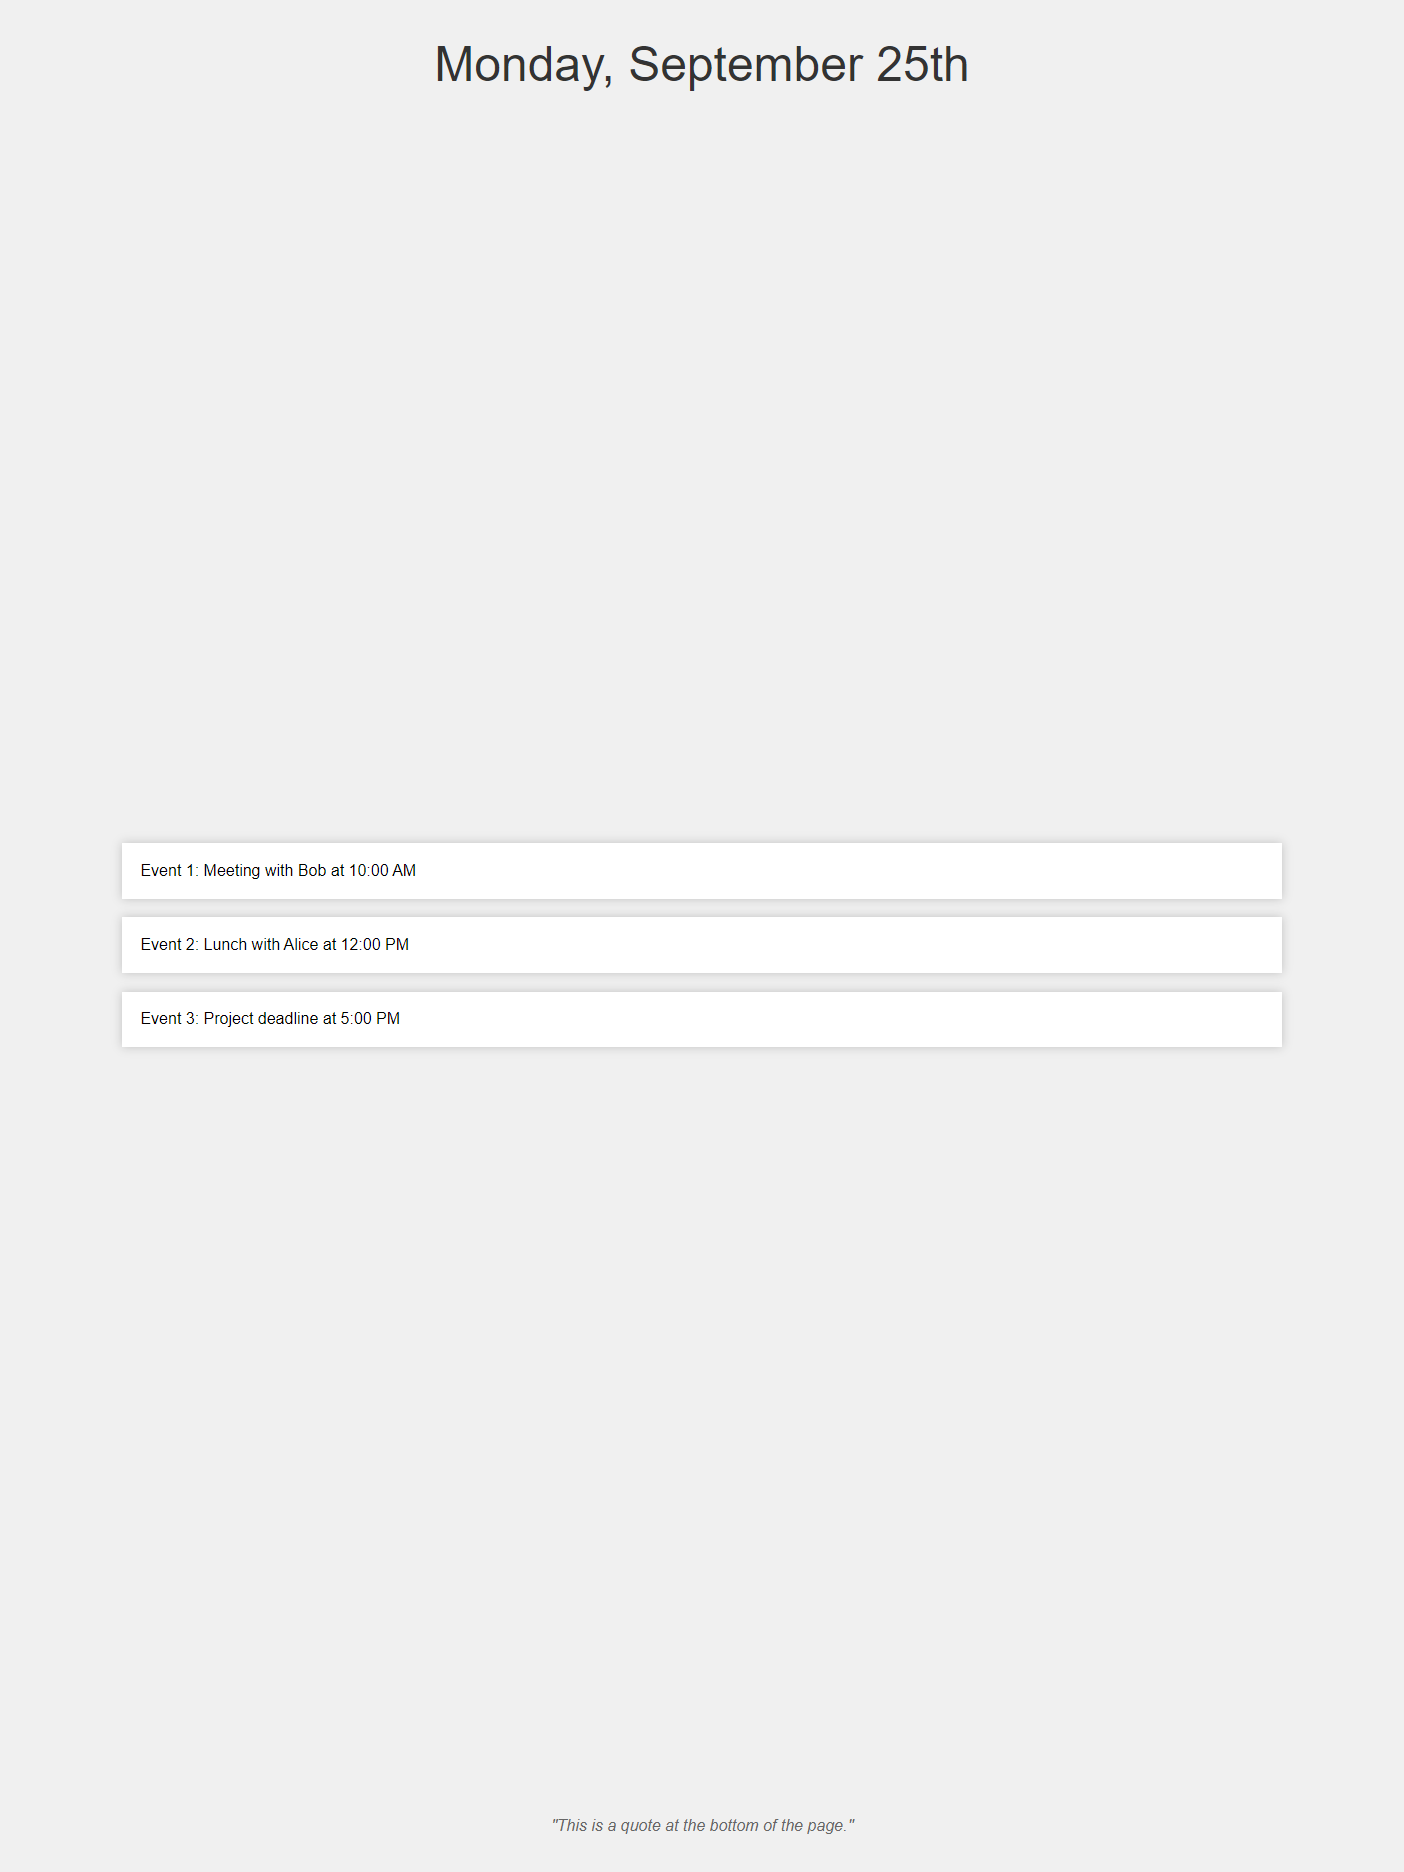 Monday, September 25th
Event 1: Meeting with Bob at 10:00 AM
Event 2: Lunch with Alice at 12:00 PM
Event 3: Project deadline at 5:00 PM
"This is a quote at the bottom of the page."